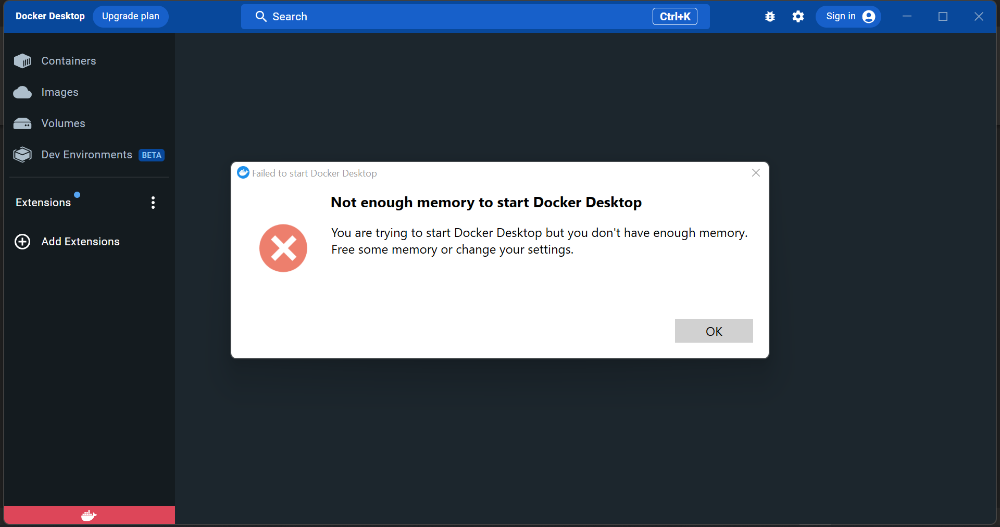 Docker Desktop
Upgrade plan
Search
Ctrl+K
Sign in
Containers
Images
Volumes
Dev Environments BETA
Extensions
Add Extensions
Failed to start Docker Desktop
Not enough memory to start Docker Desktop
You are trying to start Docker Desktop but you don't have enough memory.
Free some memory or change your settings.
OK